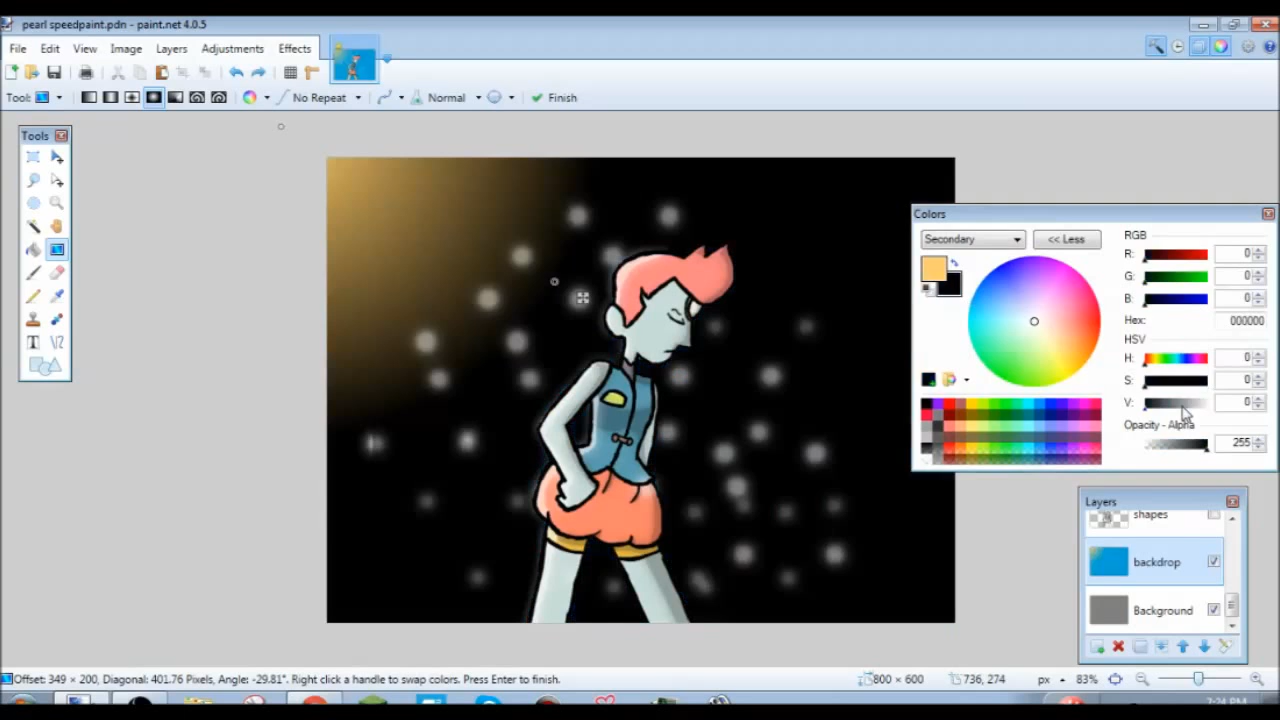 pearl speedpaint.pdn - paint.net 4.0.5
File Edit View Image Layers Adjustments Effects
Tool: No Repeat Normal Finish
Tools
Colors
Secondary << Less
RGB
R: 0
G: 0
B: 0
Hex: 000000
HSV
H: 0
S: 0
V: 0
Opacity - Alpha
255
Layers
shapes
backdrop
Background
Offset: 349 × 200, Diagonal: 401.76 Pixels, Angle: -29.81°. Right click a handle to swap colors. Press Enter to finish. 800 × 600 736, 274 px 83%
7:24 PM